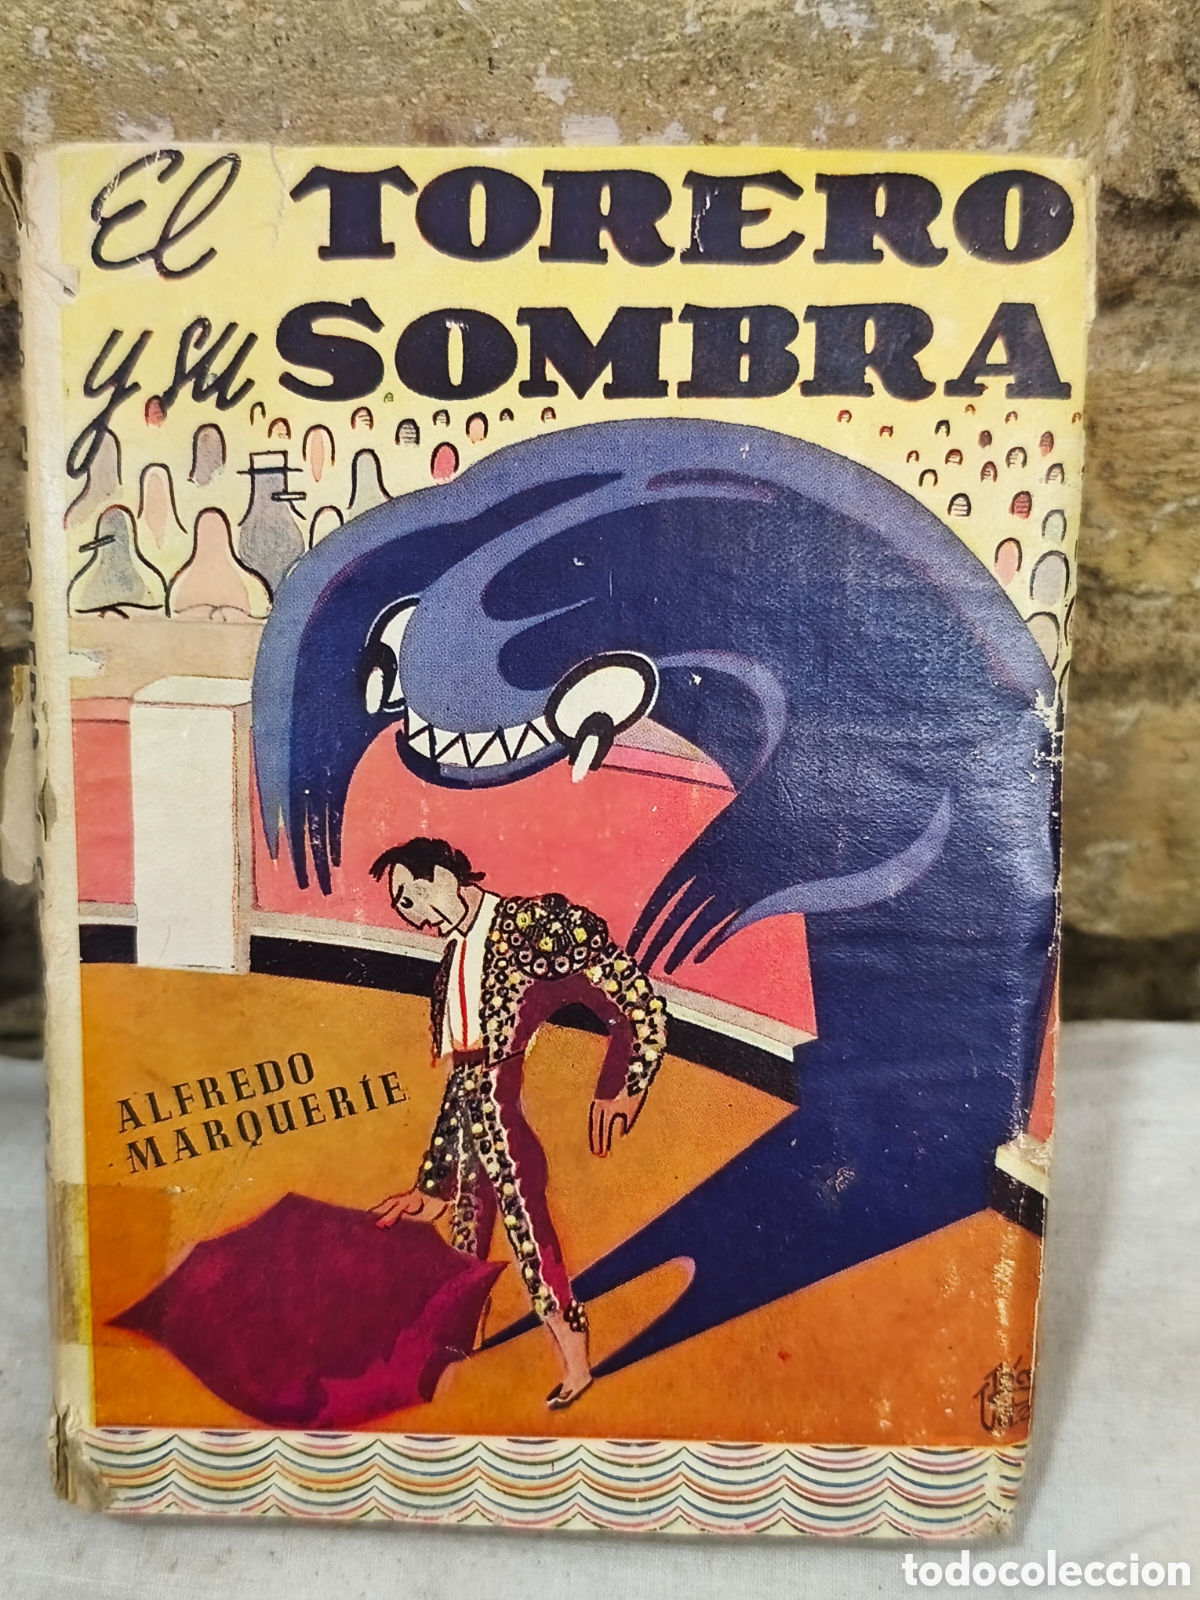 El TORERO
y su SOMBRA
ALFREDO
MARQUERÍE
todocoleccion